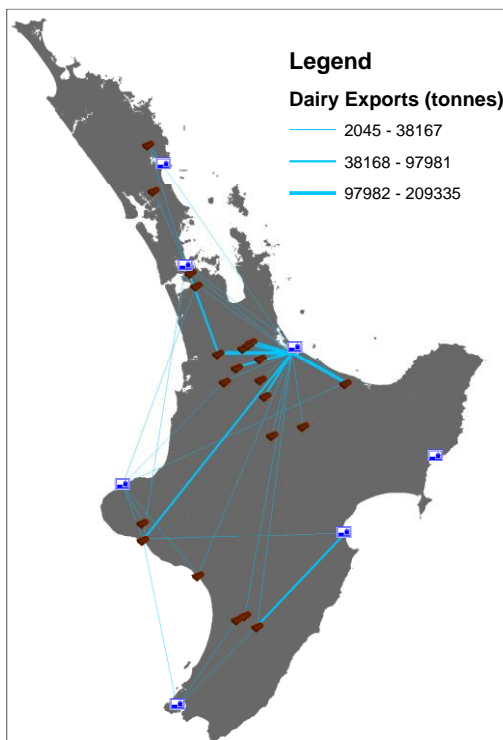 Legend
Dairy Exports (tonnes)
2045 - 38167
38168 - 97981
97982 - 209335